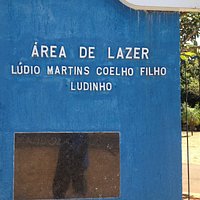 ÁREA DE LAZER
LÚDIO MARTINS COELHO FILHO
LUDINHO